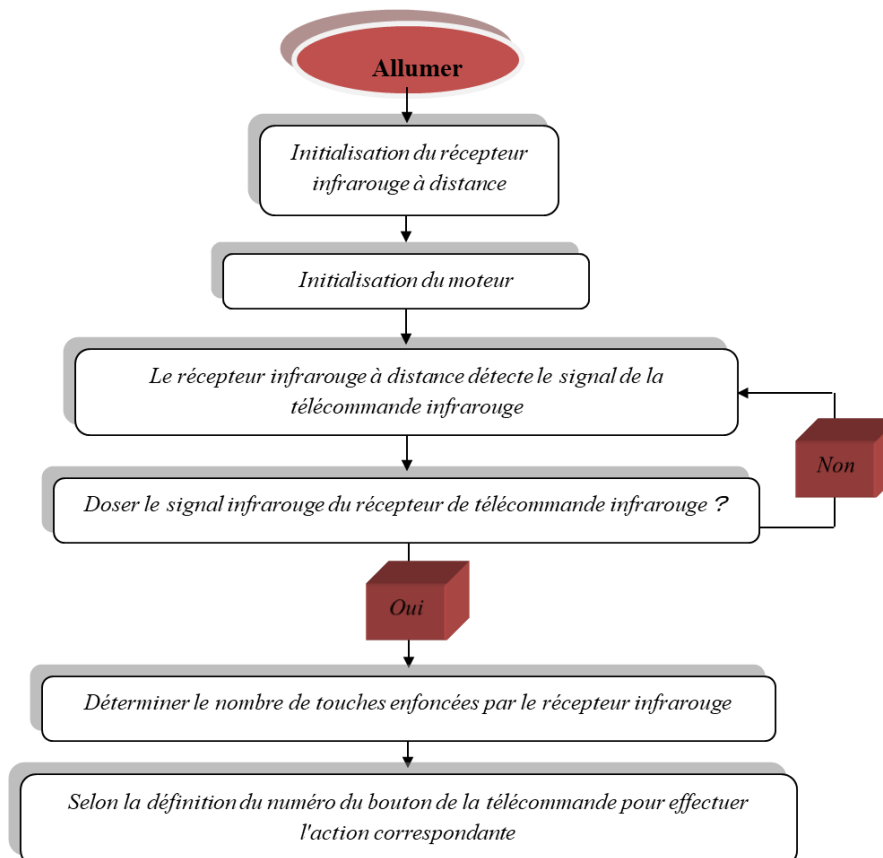 Allumer
Initialisation du récepteur
infrarouge à distance
Initialisation du moteur
Le récepteur infrarouge à distance détecte le signal de la
télécommande infrarouge
Non
Doser le signal infrarouge du récepteur de télécommande infrarouge ?
Oui
Déterminer le nombre de touches enfoncées par le récepteur infrarouge
Selon la définition du numéro du bouton de la télécommande pour effectuer
l'action correspondante